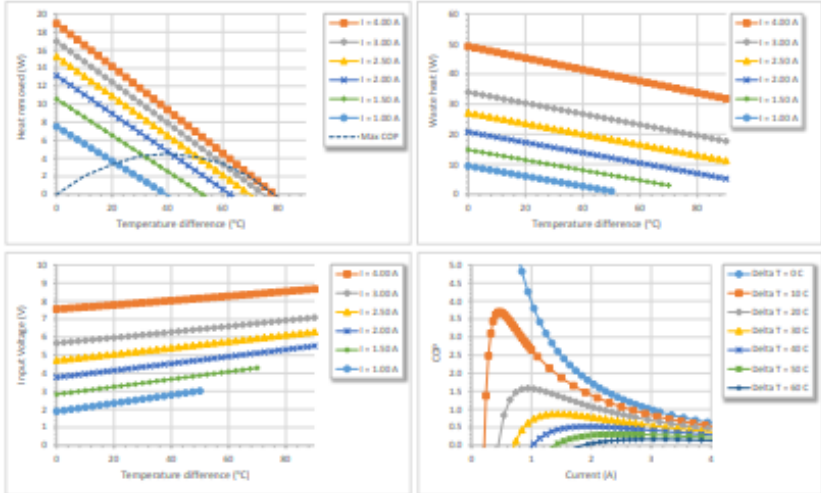 20
18
16
14
12
10
8
6
4
2
0
Heat removed (W)
0 20 40 60 80
Temperature difference (°C)
I = 4.00 A
I = 3.00 A
I = 2.50 A
I = 2.00 A
I = 1.50 A
I = 1.00 A
Max COP
60
50
40
30
20
10
0
Waste heat (W)
0 20 40 60 80
Temperature difference (°C)
I = 4.00 A
I = 3.00 A
I = 2.50 A
I = 2.00 A
I = 1.50 A
I = 1.00 A
10
9
8
7
6
5
4
3
2
1
0
Input Voltage (V)
0 20 40 60 80
Temperature difference (°C)
I = 4.00 A
I = 3.00 A
I = 2.50 A
I = 2.00 A
I = 1.50 A
I = 1.00 A
5.0
4.5
4.0
3.5
3.0
2.5
2.0
1.5
1.0
0.5
0.0
COP
0 1 2 3 4
Current (A)
Delta T = 0 C
Delta T = 10 C
Delta T = 20 C
Delta T = 30 C
Delta T = 40 C
Delta T = 50 C
Delta T = 60 C